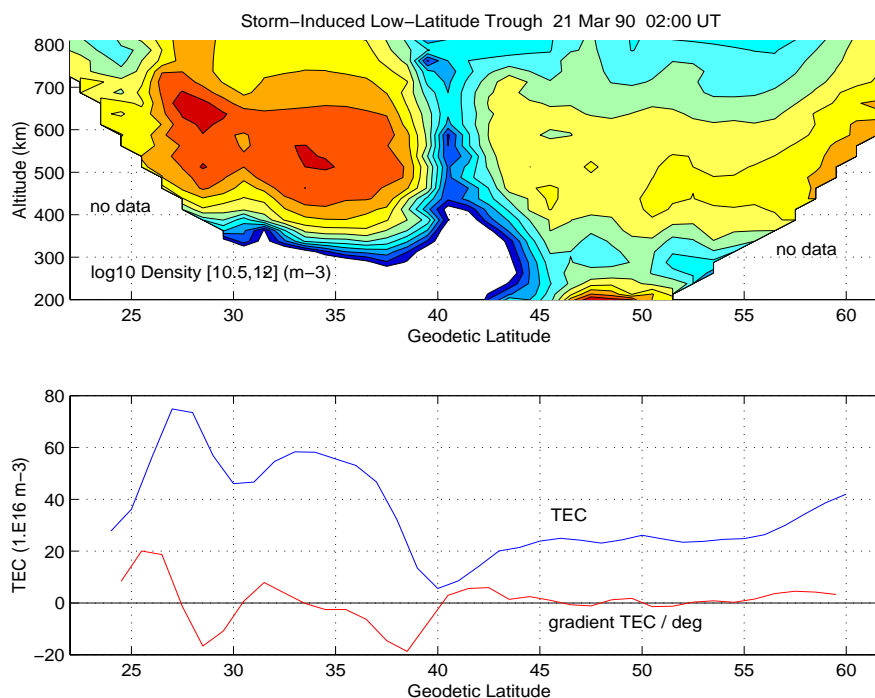 Storm−Induced Low−Latitude Trough 21 Mar 90 02:00 UT
Altitude (km)
800
700
600
500
400
300
200
no data
no data
log10 Density [10.5,12] (m−3)
25 30 35 40 45 50 55 60
Geodetic Latitude
TEC (1.E16 m−3)
80
60
40
20
0
−20
TEC
gradient TEC / deg
25 30 35 40 45 50 55 60
Geodetic Latitude